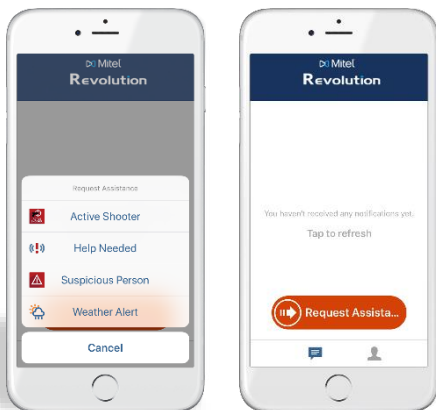 Mitel
Revolution
Request Assistance
Active Shooter
Help Needed
Suspicious Person
Weather Alert
Cancel
Mitel
Revolution
You haven't received any notifications yet.
Tap to refresh
Request Assista...